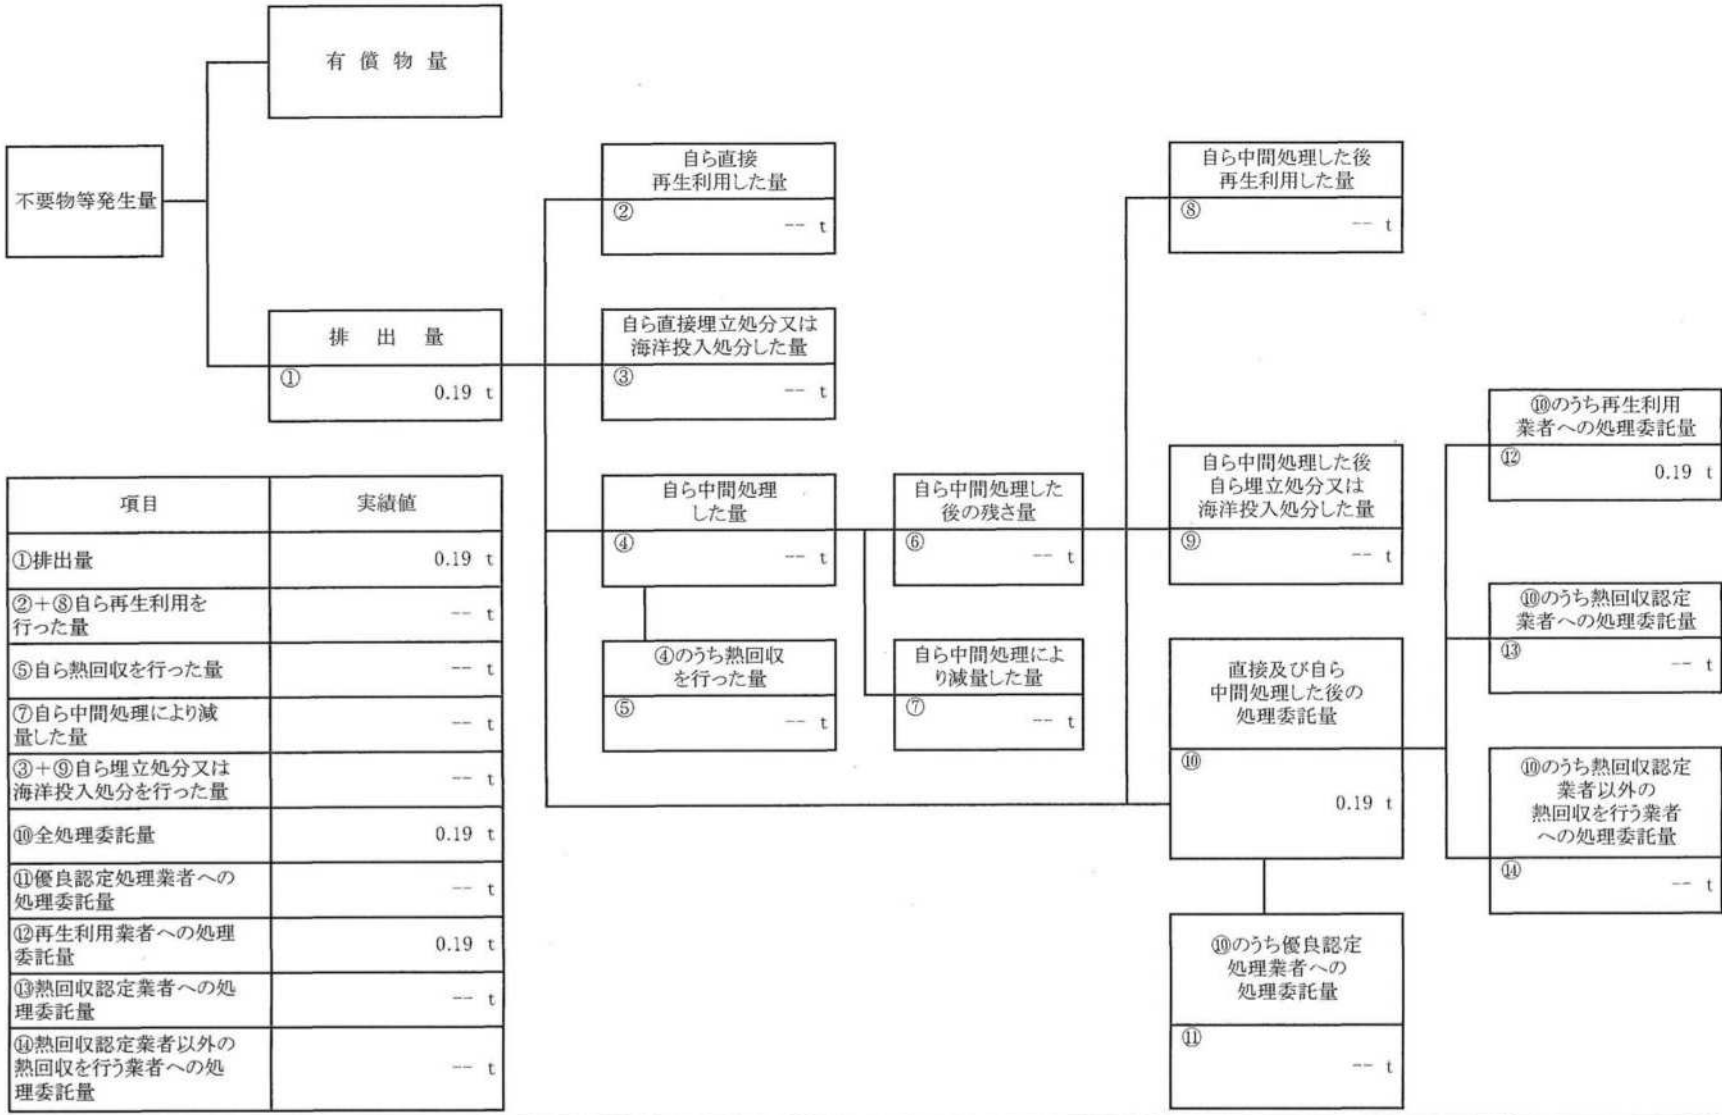 有 償 物 量
不要物等発生量
排 出 量
①
0.19 t
自ら直接
再生利用した量
②
-- t
自ら直接埋立処分又は
海洋投入処分した量
③
-- t
自ら中間処理
した量
④
-- t
④のうち熱回収
を行った量
⑤
-- t
自ら中間処理した
後の残さ量
⑥
-- t
自ら中間処理によ
り減量した量
⑦
-- t
自ら中間処理した後
再生利用した量
⑧
-- t
自ら中間処理した後
自ら埋立処分又は
海洋投入処分した量
⑨
-- t
直接及び自ら
中間処理した後の
処理委託量
⑩
0.19 t
⑩のうち優良認定
処理業者への
処理委託量
⑪
-- t
⑩のうち再生利用
業者への処理委託量
⑫
0.19 t
⑩のうち熱回収認定
業者への処理委託量
⑬
-- t
⑩のうち熱回収認定
業者以外の
熱回収を行う業者
への処理委託量
⑭
-- t
項目 実績値
①排出量 0.19 t
②+⑧自ら再生利用を
行った量
-- t
⑤自ら熱回収を行った量 -- t
⑦自ら中間処理により減
量した量
-- t
③+⑨自ら埋立処分又は
海洋投入処分を行った量
-- t
⑩全処理委託量 0.19 t
⑪優良認定処理業者への
処理委託量
-- t
⑫再生利用業者への処理
委託量
0.19 t
⑬熱回収認定業者への処
理委託量
-- t
⑭熱回収認定業者以外の
熱回収を行う業者への処
理委託量
-- t